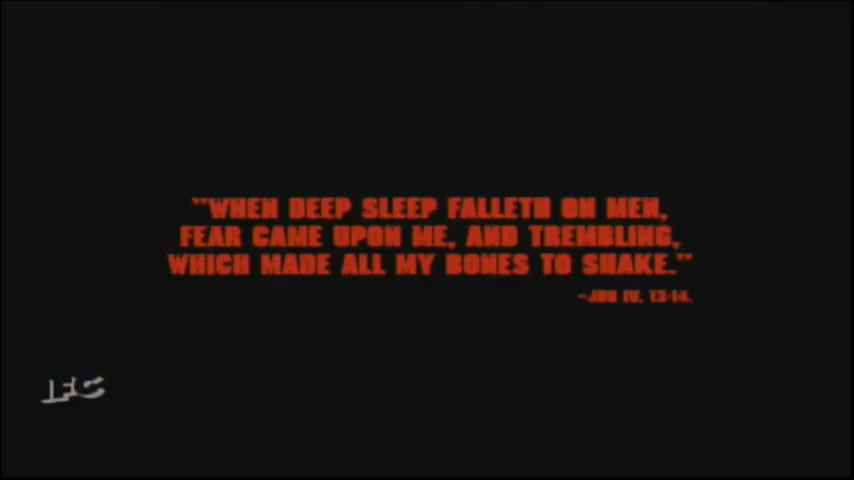 "WHEN DEEP SLEEP FALLETH ON MEN,
FEAR CAME UPON ME, AND TREMBLING,
WHICH MADE ALL MY BONES TO SHAKE."
-JOB IV, 13-14.
IFC